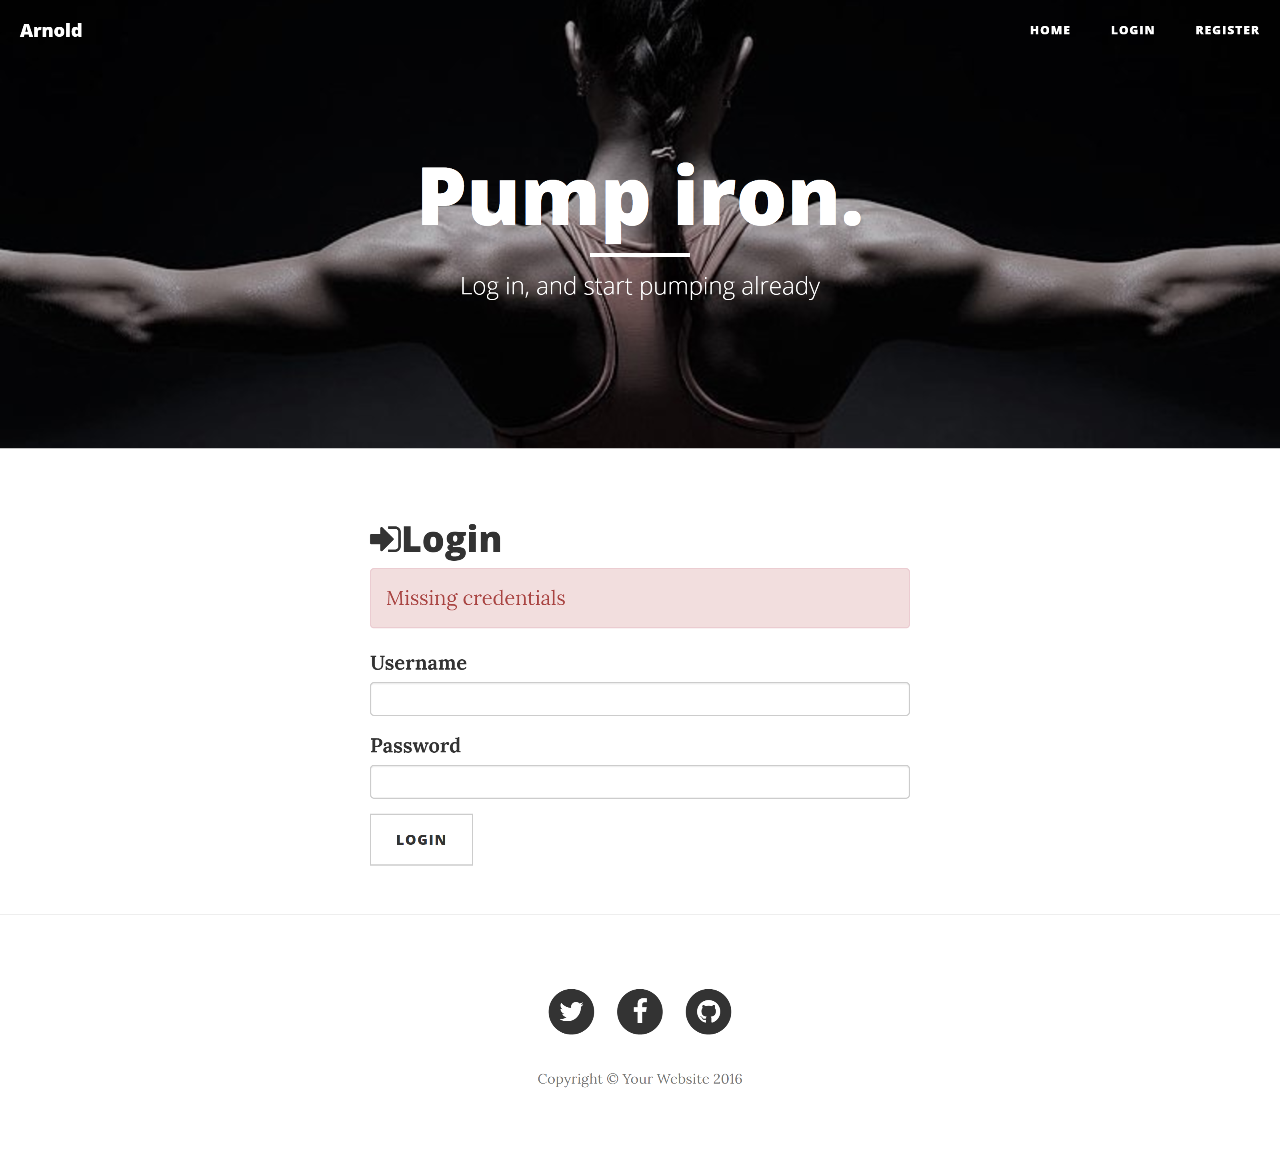 Arnold
HOME LOGIN REGISTER
Pump iron.
Log in, and start pumping already
Login
Missing credentials
Username
Password
LOGIN
Copyright © Your Website 2016